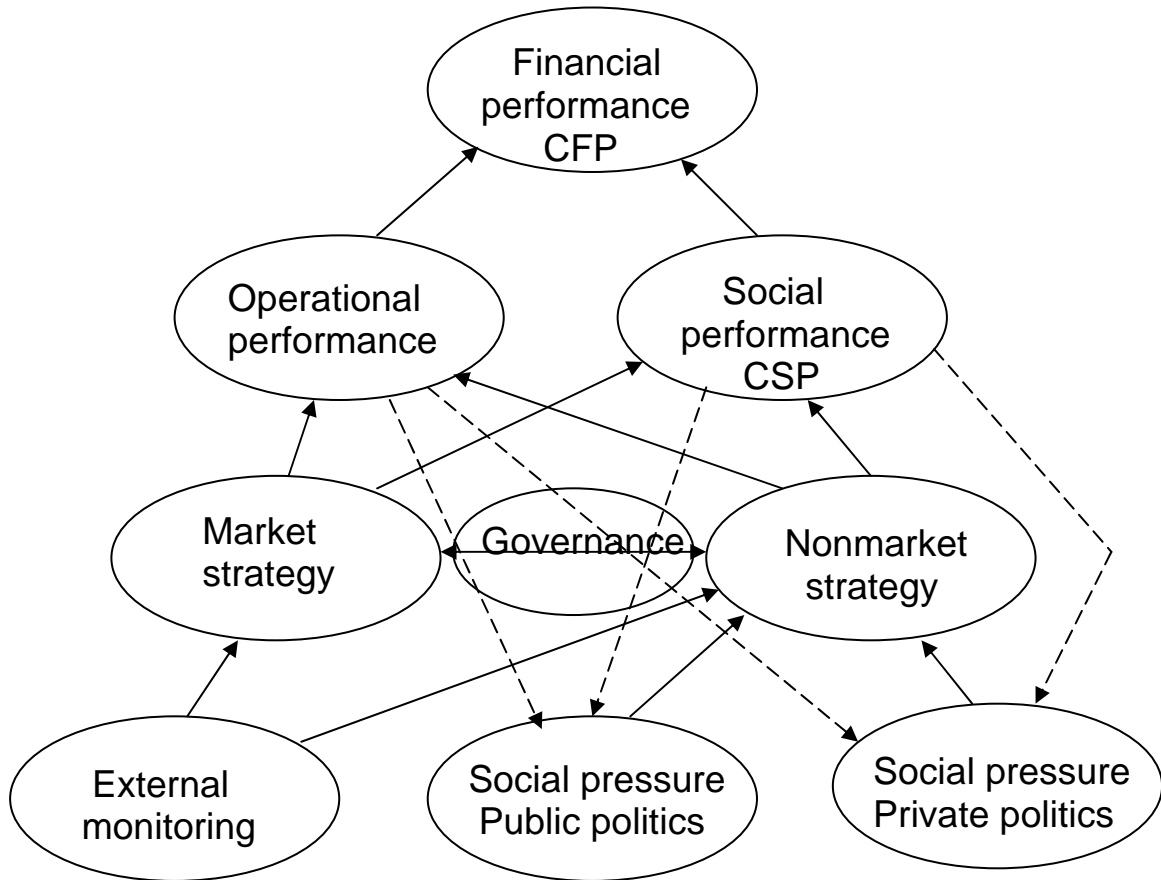 Financial
performance
CFP
Operational
performance
Social
performance
CSP
Market
strategy
Governance
Nonmarket
strategy
External
monitoring
Social pressure
Public politics
Social pressure
Private politics